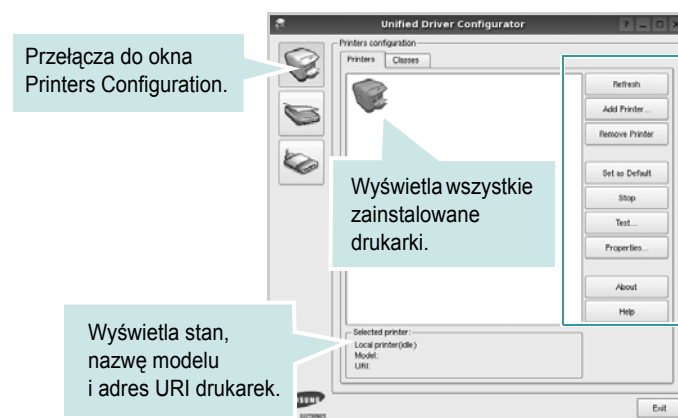 Unified Driver Configurator
Przełącza do okna
Printers Configuration.
Printers configuration
Printers Classes
Refresh
Add Printer...
Remove Printer
Set as Default
Stop
Test...
Properties...
About
Help
Wyświetla wszystkie
zainstalowane
drukarki.
Wyświetla stan,
nazwę modelu
i adres URI drukarek.
Selected printer:
Local printer(idle)
Model:
URI:
ELECTRONICS
Exit